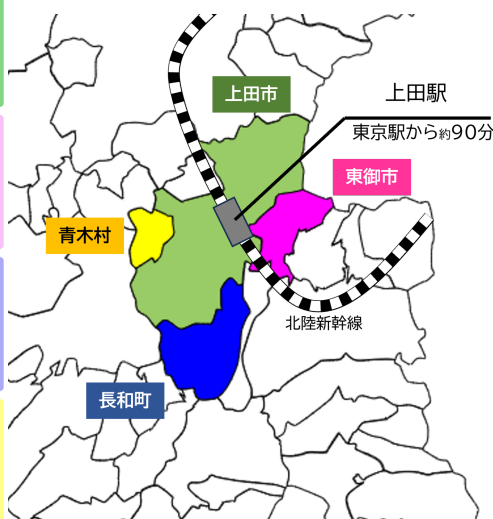 上田市
上田駅
東京駅から約90分
東御市
青木村
北陸新幹線
長和町